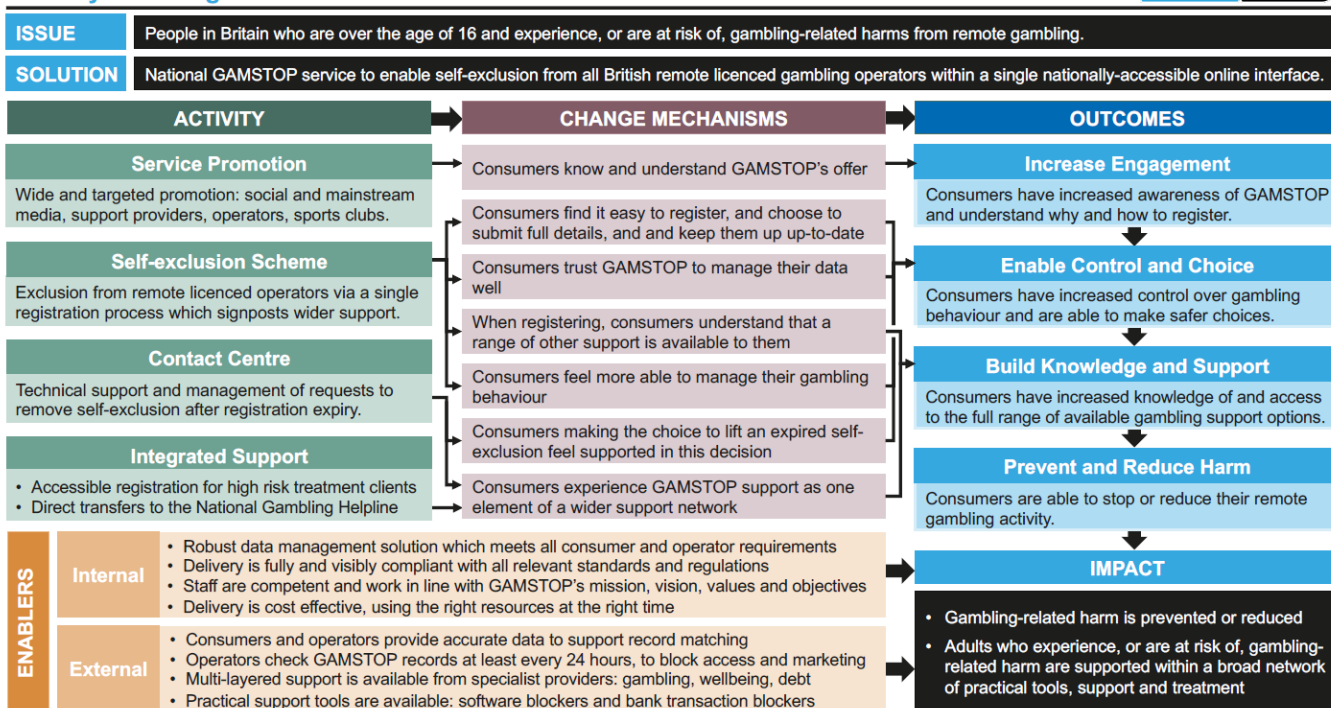 ISSUE
People in Britain who are over the age of 16 and experience, or are at risk of, gambling-related harms from remote gambling.
SOLUTION
National GAMSTOP service to enable self-exclusion from all British remote licenced gambling operators within a single nationally-accessible online interface.
ACTIVITY
Service Promotion
Wide and targeted promotion: social and mainstream
media, support providers, operators, sports clubs.
Self-exclusion Scheme
Exclusion from remote licenced operators via a single
registration process which signposts wider support.
Contact Centre
Technical support and management of requests to
remove self-exclusion after registration expiry.
Integrated Support
• Accessible registration for high risk treatment clients
• Direct transfers to the National Gambling Helpline
CHANGE MECHANISMS
Consumers know and understand GAMSTOP's offer
Consumers find it easy to register, and choose to
submit full details, and and keep them up up-to-date
Consumers trust GAMSTOP to manage their data
well
When registering, consumers understand that a
range of other support is available to them
Consumers feel more able to manage their gambling
behaviour
Consumers making the choice to lift an expired self-
exclusion feel supported in this decision
Consumers experience GAMSTOP support as one
element of a wider support network
OUTCOMES
Increase Engagement
Consumers have increased awareness of GAMSTOP
and understand why and how to register.
Enable Control and Choice
Consumers have increased control over gambling
behaviour and are able to make safer choices.
Build Knowledge and Support
Consumers have increased knowledge of and access
to the full range of available gambling support options.
Prevent and Reduce Harm
Consumers are able to stop or reduce their remote
gambling activity.
ENABLERS
Internal
• Robust data management solution which meets all consumer and operator requirements
• Delivery is fully and visibly compliant with all relevant standards and regulations
• Staff are competent and work in line with GAMSTOP's mission, vision, values and objectives
• Delivery is cost effective, using the right resources at the right time
External
• Consumers and operators provide accurate data to support record matching
• Operators check GAMSTOP records at least every 24 hours, to block access and marketing
• Multi-layered support is available from specialist providers: gambling, wellbeing, debt
• Practical support tools are available: software blockers and bank transaction blockers
IMPACT
• Gambling-related harm is prevented or reduced
• Adults who experience, or are at risk of, gambling-
related harm are supported within a broad network
of practical tools, support and treatment